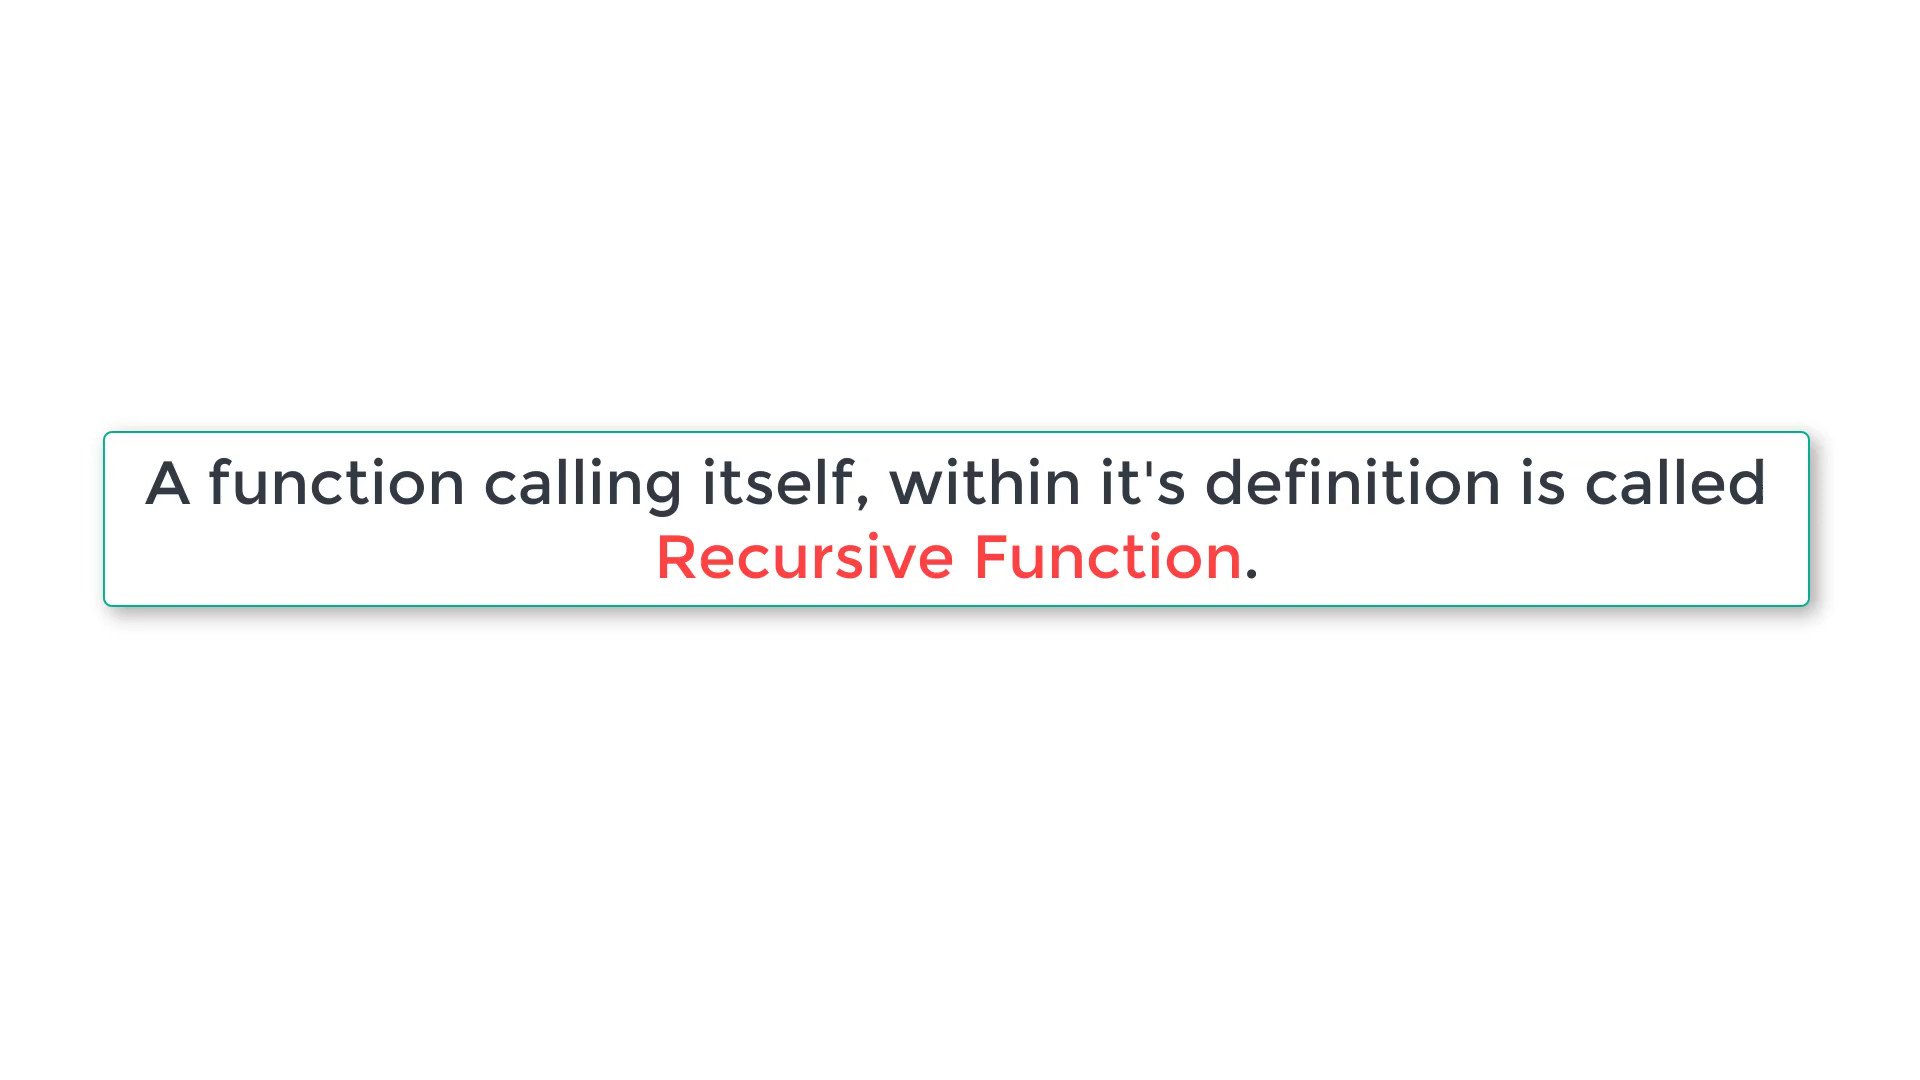 A function calling itself, within it's definition is called
Recursive Function.